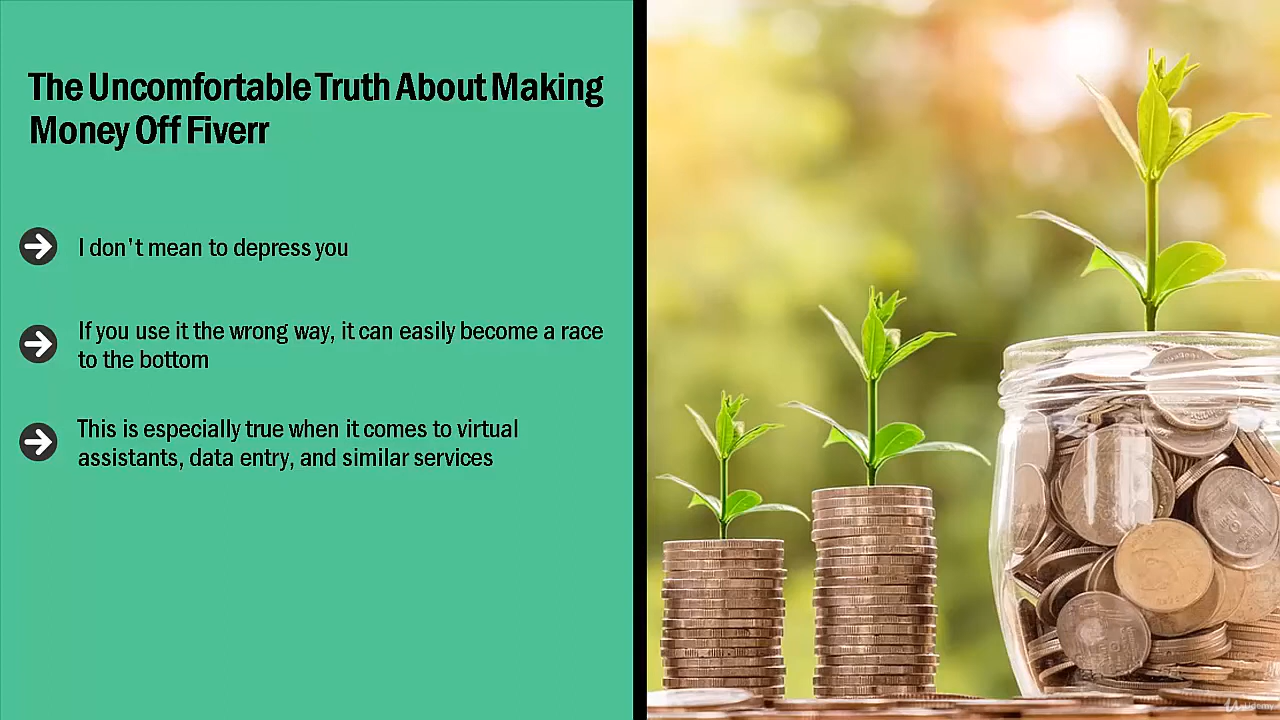 The Uncomfortable Truth About Making
Money Off Fiverr
I don't mean to depress you
If you use it the wrong way, it can easily become a race
to the bottom
This is especially true when it comes to virtual
assistants, data entry, and similar services
Udemy